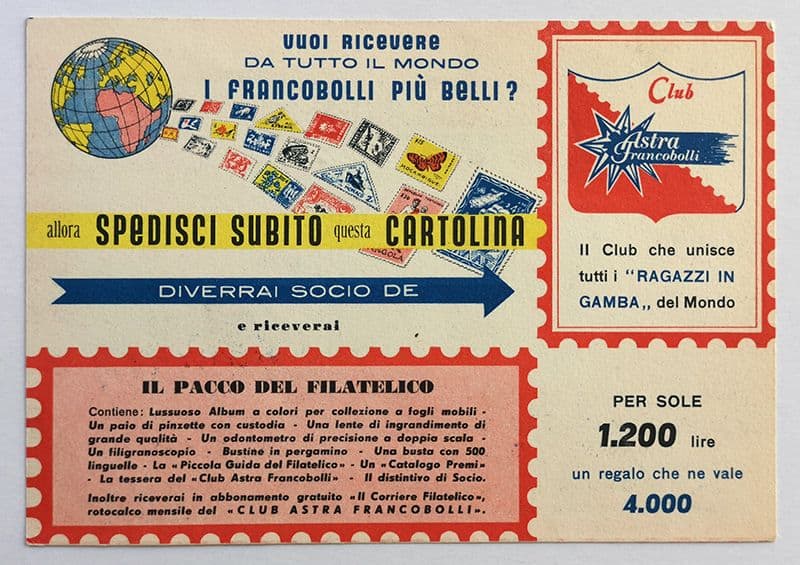 VUOI RICEVERE
DA TUTTO IL MONDO
I FRANCOBOLLI PIÙ BELLI?
allora SPEDISCI SUBITO questa CARTOLINA
DIVERRAI SOCIO DE
e riceverai
Club
Astra
Francobolli
Il Club che unisce
tutti i "RAGAZZI IN
GAMBA„ del Mondo
IL PACCO DEL FILATELICO
Contiene: Lussuoso Album a colori per collezione a fogli mobili -
Un paio di pinzette con custodia - Una lente di ingrandimento di
grande qualità - Un odontometro di precisione a doppia scala -
Un filigranoscopio - Bustine in pergamino - Una busta con 500
linguelle - La «Piccola Guida del Filatelico» - Un «Catalogo Premi»
- La tessera del «Club Astra Francobolli» - Il distintivo di Socio.
Inoltre riceverai in abbonamento gratuito «Il Corriere Filatelico»,
rotocalco mensile del «CLUB ASTRA FRANCOBOLLI».
PER SOLE
1.200 lire
un regalo che ne vale
4.000